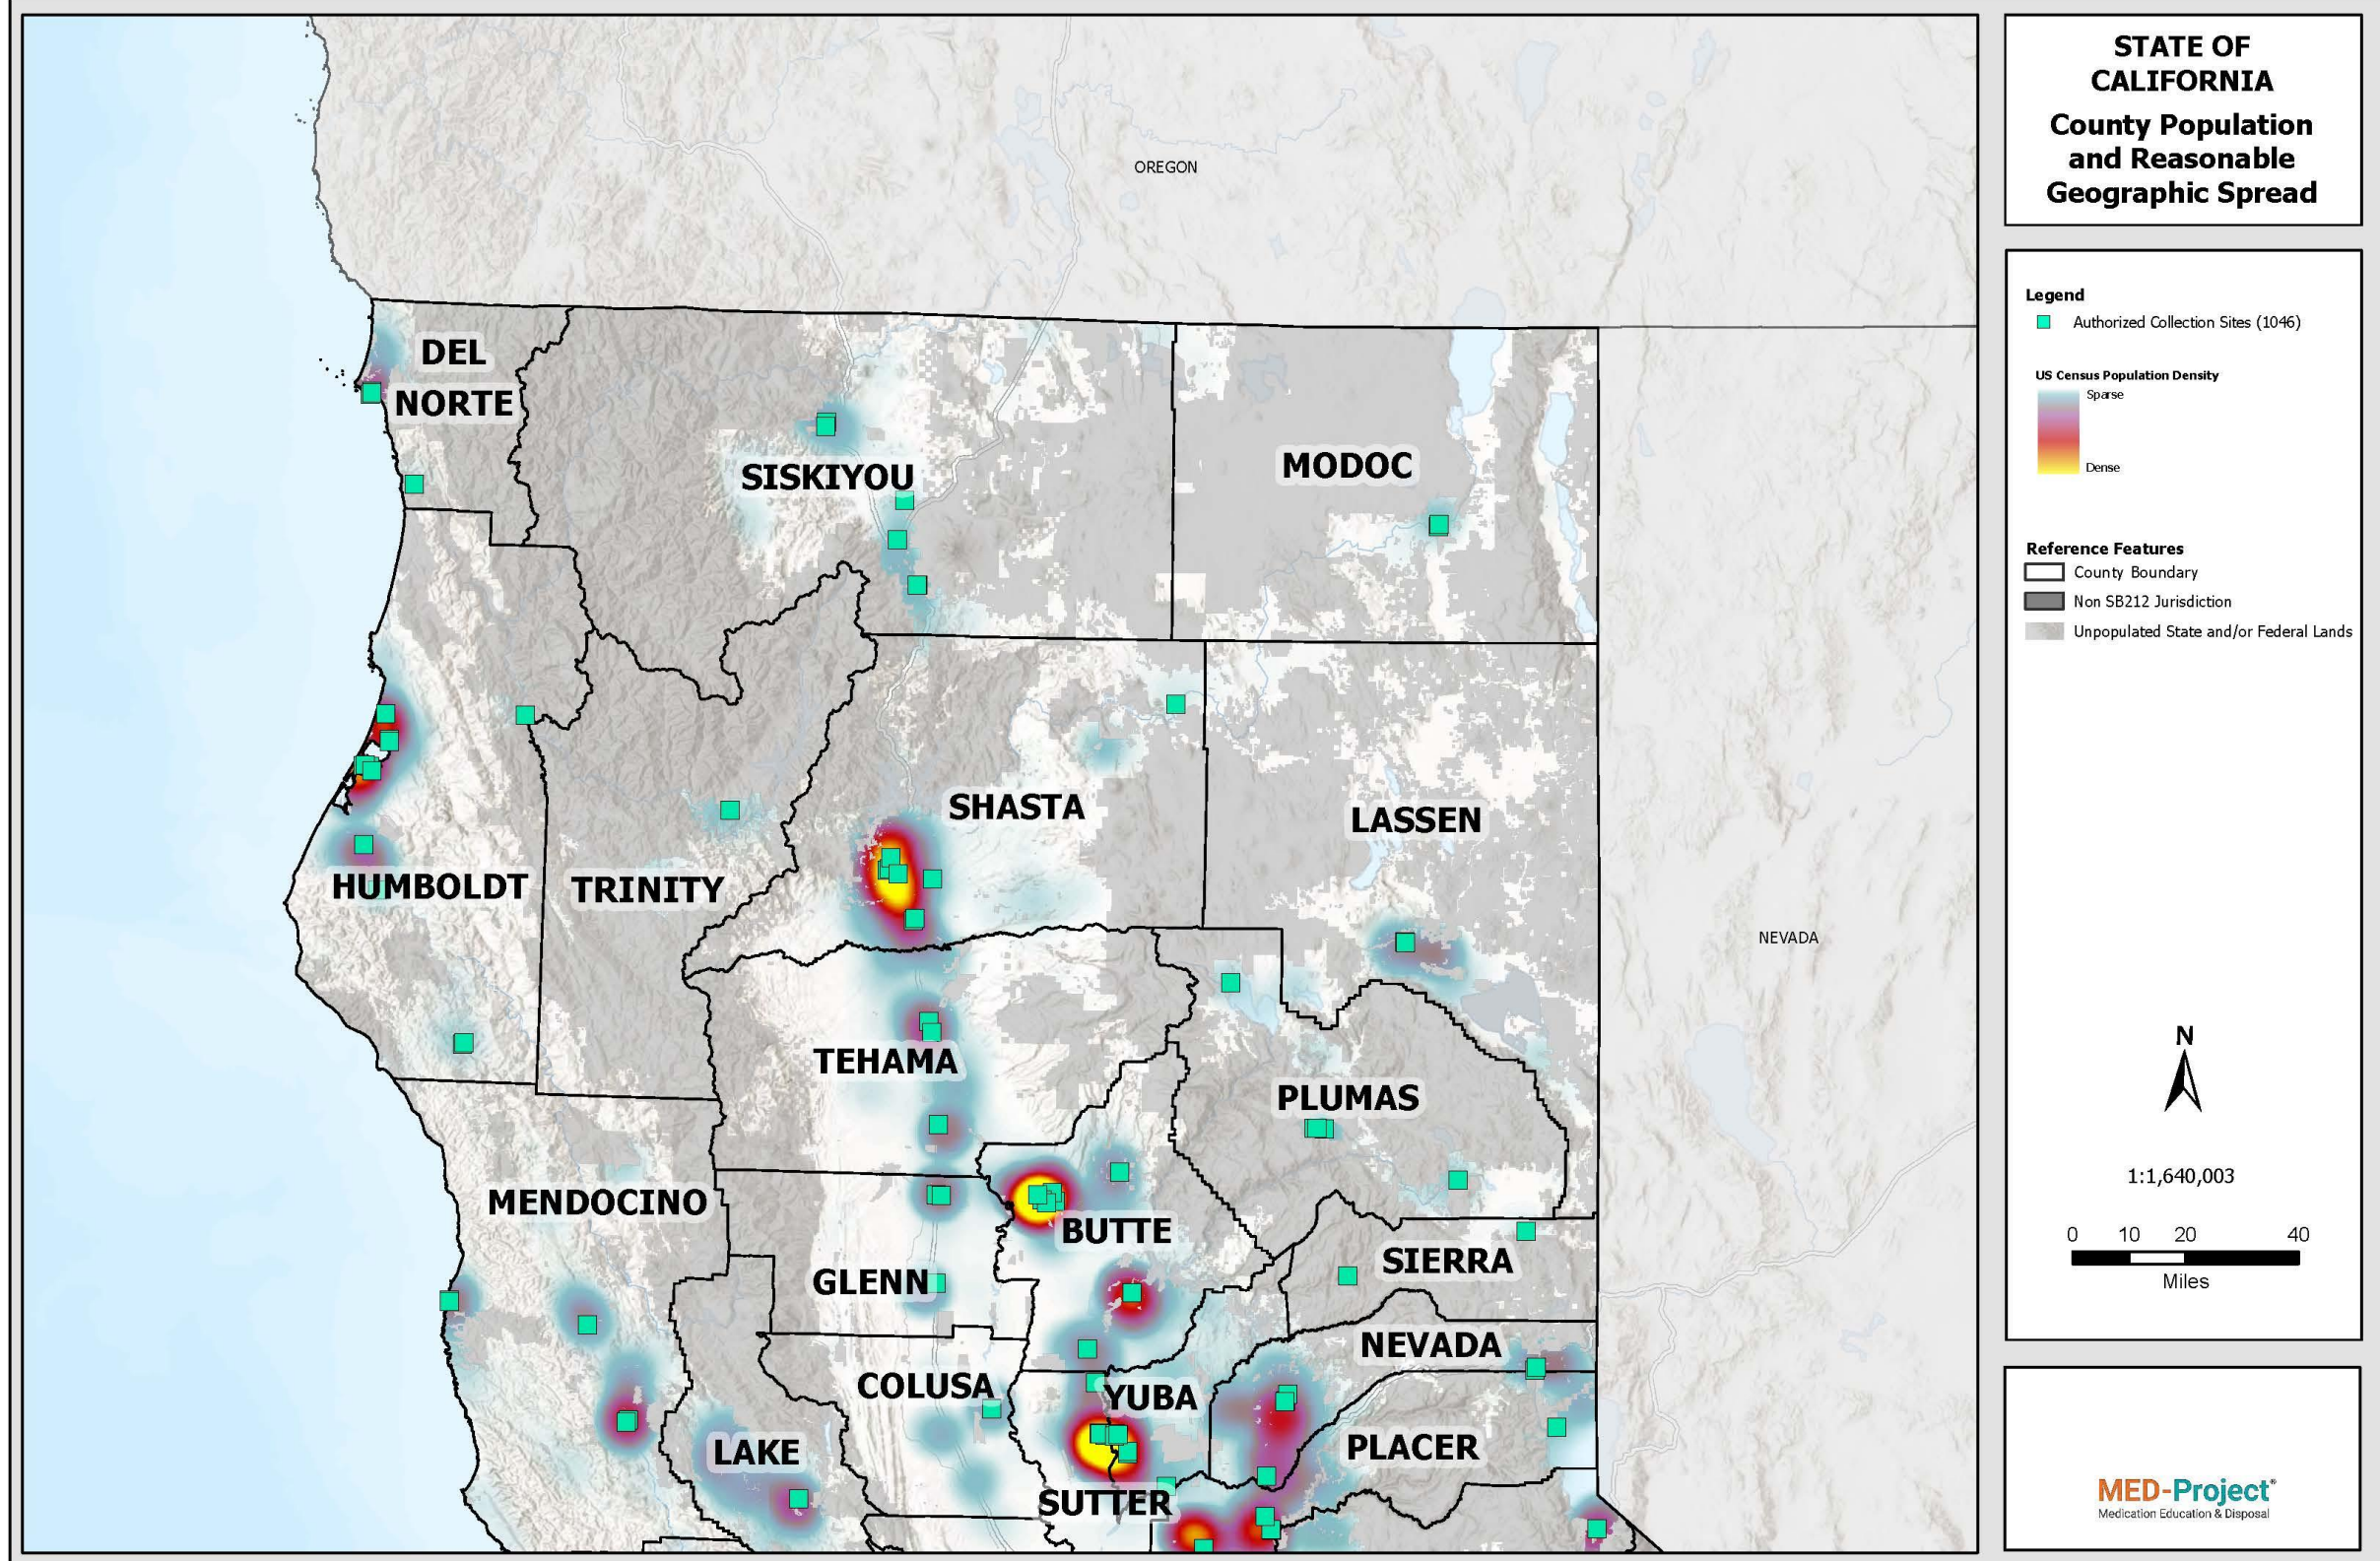 STATE OF
CALIFORNIA
County Population
and Reasonable
Geographic Spread
Legend
Authorized Collection Sites (1046)
US Census Population Density
Sparse
Dense
Reference Features
County Boundary
Non SB212 Jurisdiction
Unpopulated State and/or Federal Lands
N
1:1,640,003
0 10 20 40
Miles
MED-Project®
Medication Education & Disposal
OREGON
DEL
NORTE
SISKIYOU
MODOC
SHASTA
LASSEN
HUMBOLDT
TRINITY
NEVADA
TEHAMA
PLUMAS
MENDOCINO
BUTTE
SIERRA
GLENN
NEVADA
COLUSA
YUBA
PLACER
LAKE
SUTTER